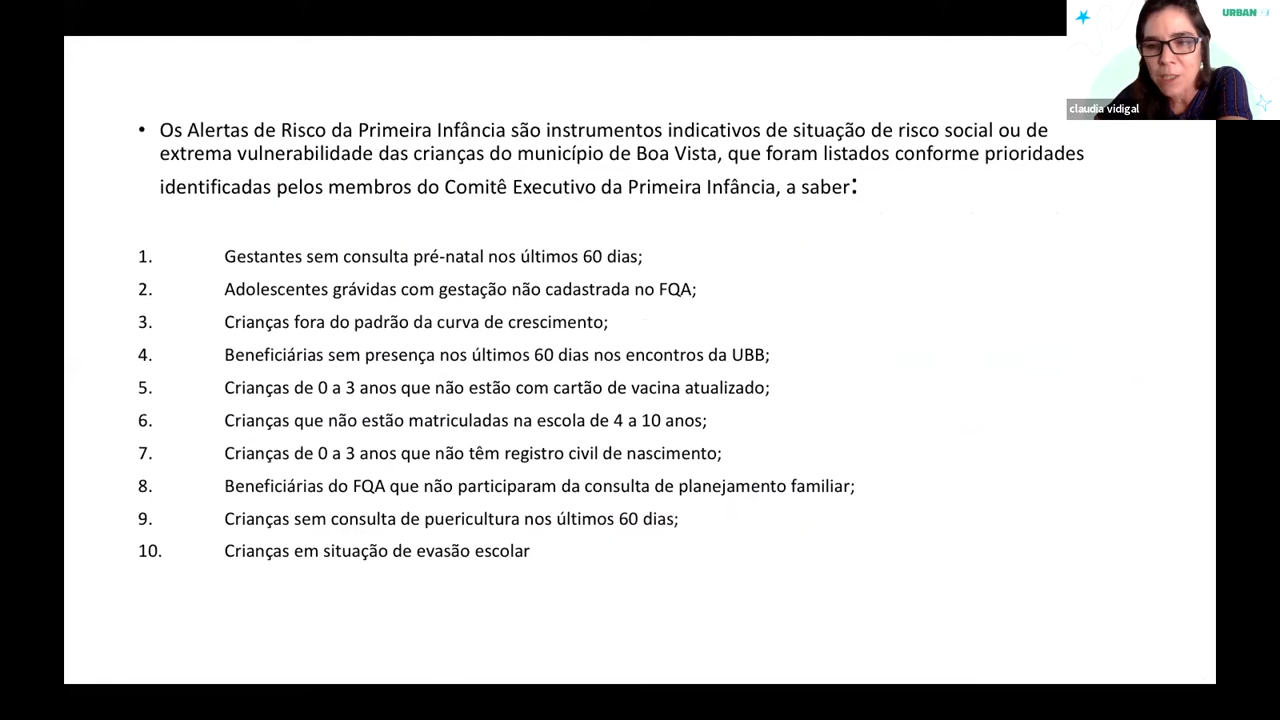 URBAN
claudia vidigal
• Os Alertas de Risco da Primeira Infância são instrumentos indicativos de situação de risco social ou de
extrema vulnerabilidade das crianças do município de Boa Vista, que foram listados conforme prioridades
identificadas pelos membros do Comitê Executivo da Primeira Infância, a saber:
1. Gestantes sem consulta pré-natal nos últimos 60 dias;
2. Adolescentes grávidas com gestação não cadastrada no FQA;
3. Crianças fora do padrão da curva de crescimento;
4. Beneficiárias sem presença nos últimos 60 dias nos encontros da UBB;
5. Crianças de 0 a 3 anos que não estão com cartão de vacina atualizado;
6. Crianças que não estão matriculadas na escola de 4 a 10 anos;
7. Crianças de 0 a 3 anos que não têm registro civil de nascimento;
8. Beneficiárias do FQA que não participaram da consulta de planejamento familiar;
9. Crianças sem consulta de puericultura nos últimos 60 dias;
10. Crianças em situação de evasão escolar